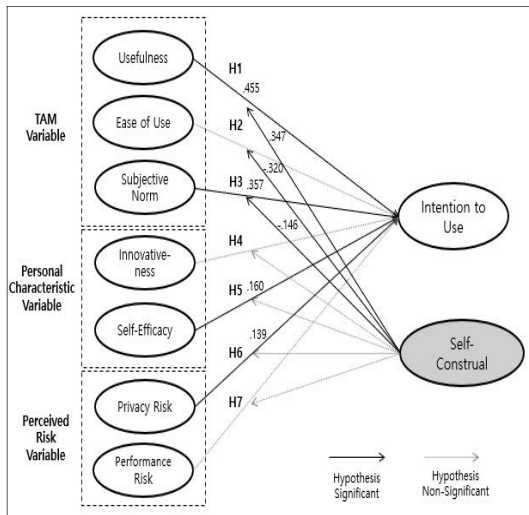 TAM
Variable
Usefulness
Ease of Use
Subjective
Norm
Personal
Characteristic
Variable
Innovative-
ness
Self-Efficacy
Perceived
Risk
Variable
Privacy Risk
Performance
Risk
H1
.455
H2
.347
-.320
H3
.357
-.146
H4
H5
.160
H6
.139
H7
Intention to
Use
Self-
Construal
Hypothesis
Significant
Hypothesis
Non-Significant